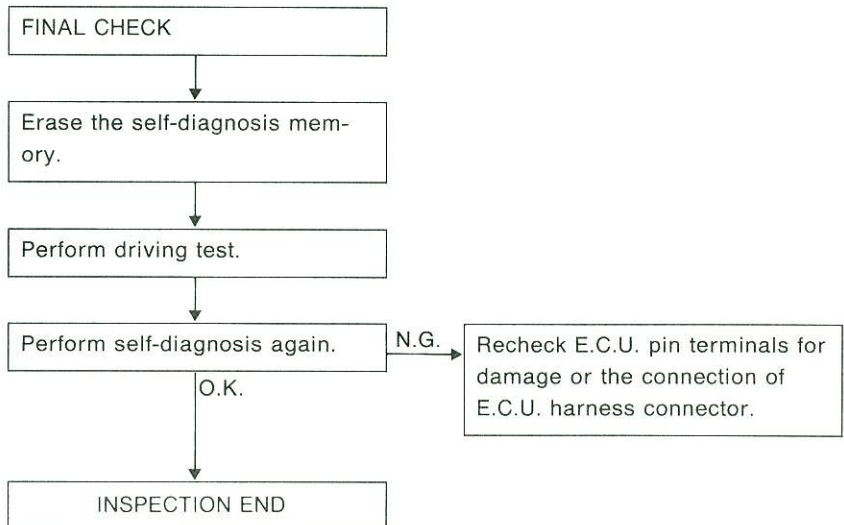 FINAL CHECK
Erase the self-diagnosis mem-
ory.
Perform driving test.
Perform self-diagnosis again.
N.G.
Recheck E.C.U. pin terminals for
damage or the connection of
E.C.U. harness connector.
O.K.
INSPECTION END